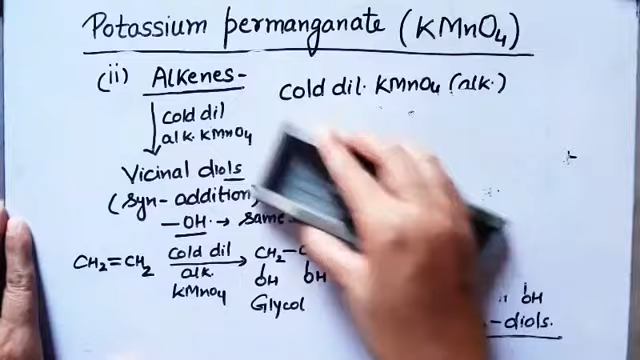 Potassium permanganate (KMnO4)
(ii) Alkenes-
cold dil. KMnO4 (alk.)
cold dil
alk. KMnO4
Vicinal diols
(syn-addition)
-OH. → same
CH2=CH2 cold dil CH2-C
alk. OH OH
KMnO4 Glycol
OH
-diols.